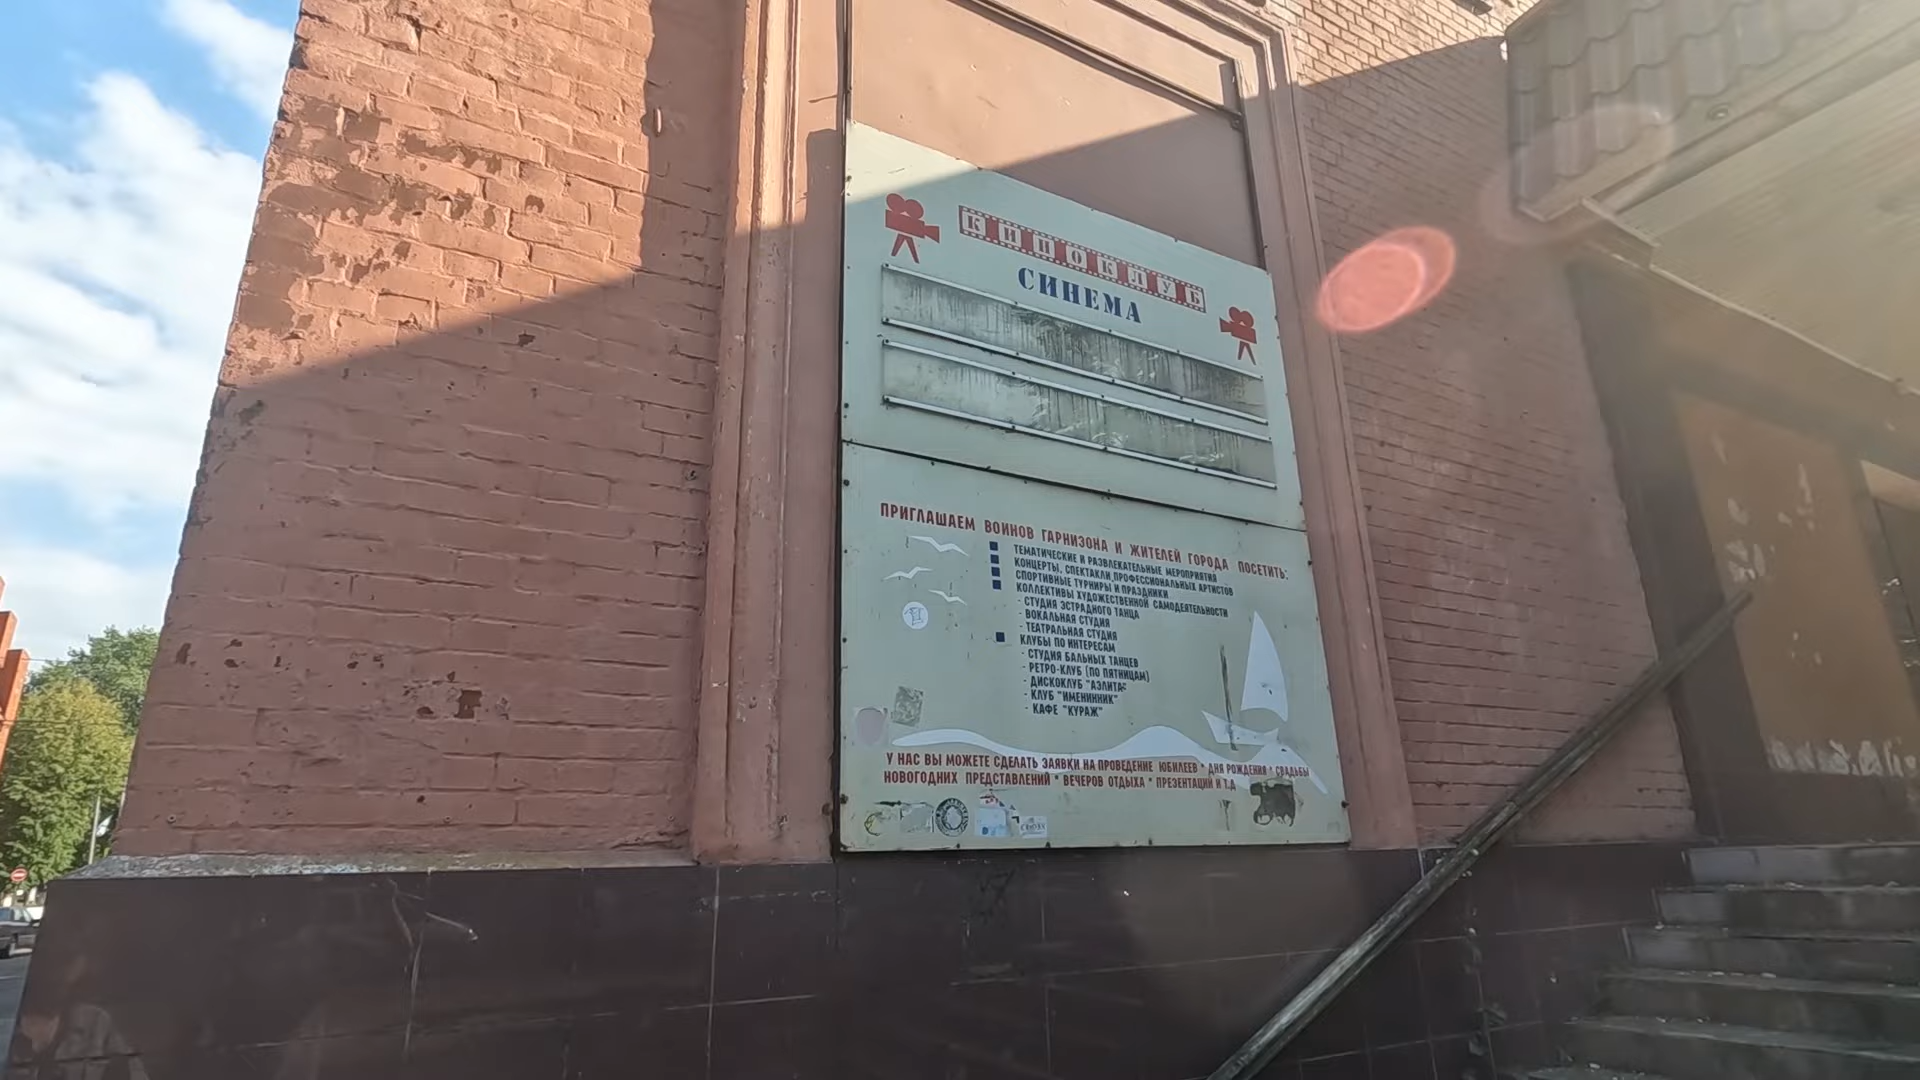 КИНОКЛУБ
СИНЕМА
ПРИГЛАШАЕМ ВОИНОВ ГАРНИЗОНА И ЖИТЕЛЕЙ ГОРОДА ПОСЕТИТЬ:
ТЕМАТИЧЕСКИЕ И РАЗВЛЕКАТЕЛЬНЫЕ МЕРОПРИЯТИЯ
КОНЦЕРТЫ, СПЕКТАКЛИ,ПРОФЕССИОНАЛЬНЫХ АРТИСТОВ
СПОРТИВНЫЕ ТУРНИРЫ И ПРАЗДНИКИ
КОЛЛЕКТИВЫ ХУДОЖЕСТВЕННОЙ САМОДЕЯТЕЛЬНОСТИ
- СТУДИЯ ЭСТРАДНОГО ТАНЦА
- ВОКАЛЬНАЯ СТУДИЯ
- ТЕАТРАЛЬНАЯ СТУДИЯ
КЛУБЫ ПО ИНТЕРЕСАМ
- СТУДИЯ БАЛЬНЫХ ТАНЦЕВ
- РЕТРО-КЛУБ (ПО ПЯТНИЦАМ)
- ДИСКОКЛУБ "АЭЛИТА"
- КЛУБ "ИМЕНИННИК"
- КАФЕ "КУРАЖ"
У НАС ВЫ МОЖЕТЕ СДЕЛАТЬ ЗАЯВКИ НА ПРОВЕДЕНИЕ ЮБИЛЕЕВ * ДНЯ РОЖДЕНИЯ * СВАДЬБЫ
НОВОГОДНИХ ПРЕДСТАВЛЕНИЙ * ВЕЧЕРОВ ОТДЫХА * ПРЕЗЕНТАЦИЙ И Т.Д